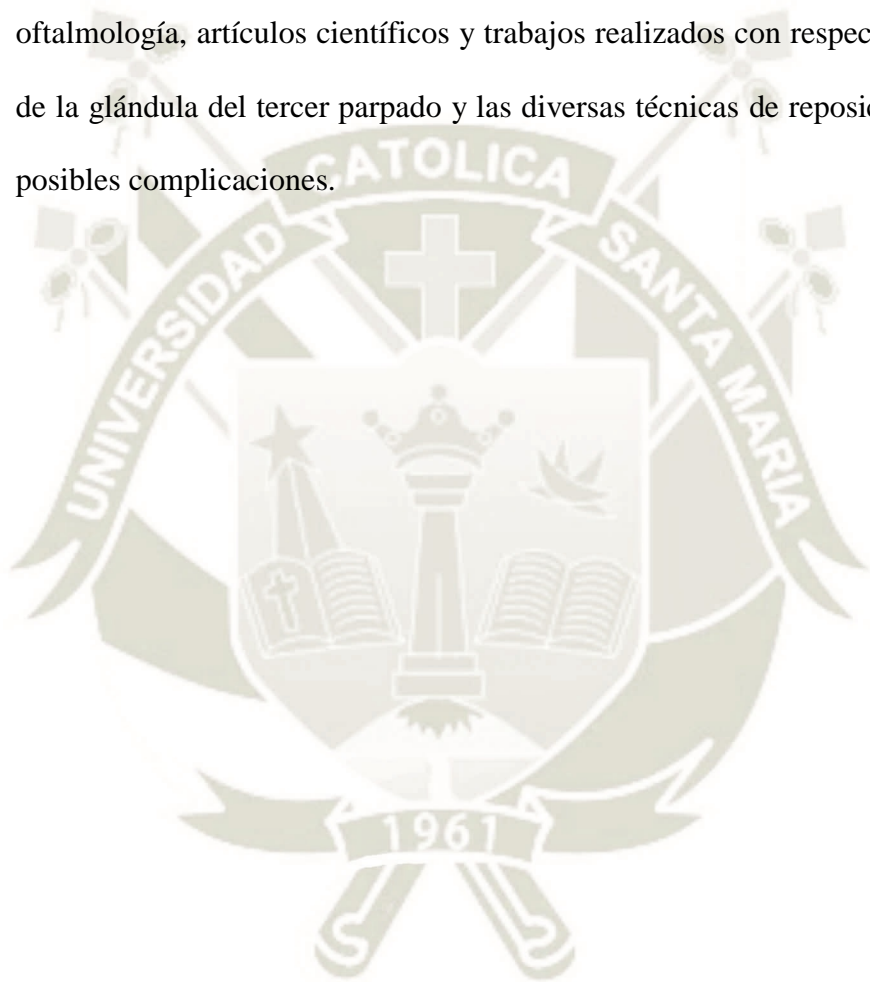 oftalmología, artículos científicos y trabajos realizados con respec
de la glándula del tercer parpado y las diversas técnicas de reposi
posibles complicaciones.
UNIVERSIDAD CATOLICA SANTA MARIA
1961